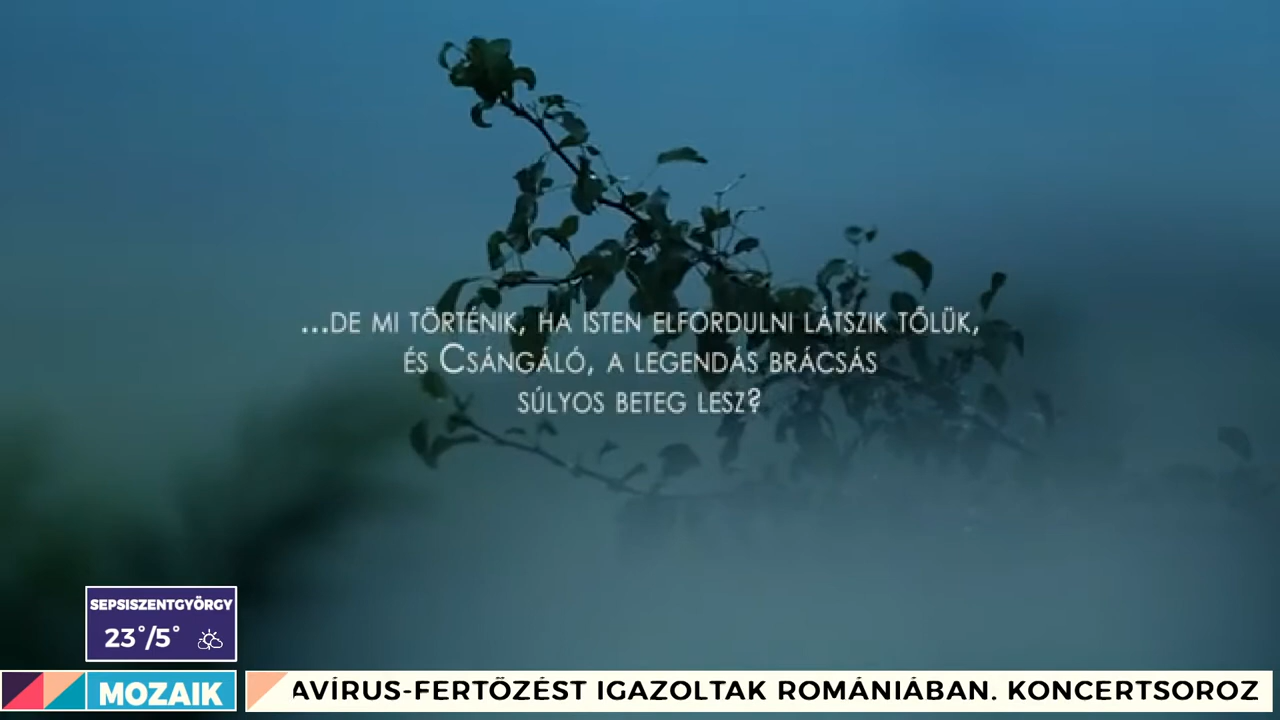 ...DE MI TÖRTÉNIK, HA ISTEN ELFORDULNI LÁTSZIK TŐLÜK,
ÉS CSÁNGÁLÓ, A LEGENDÁS BRÁCSÁS
SÚLYOS BETEG LESZ?
SEPSISZENTGYÖRGY
23°/5°
MOZAIK
AVÍRUS-FERTŐZÉST IGAZOLTAK ROMÁNIÁBAN. KONCERTSOROZ